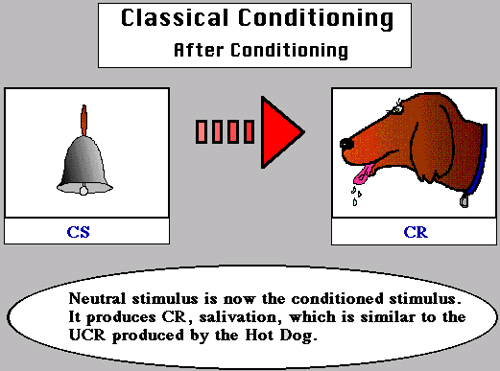 Classical Conditioning
After Conditioning
CS
CR
Neutral stimulus is now the conditioned stimulus.
It produces CR, salivation, which is similar to the
UCR produced by the Hot Dog.